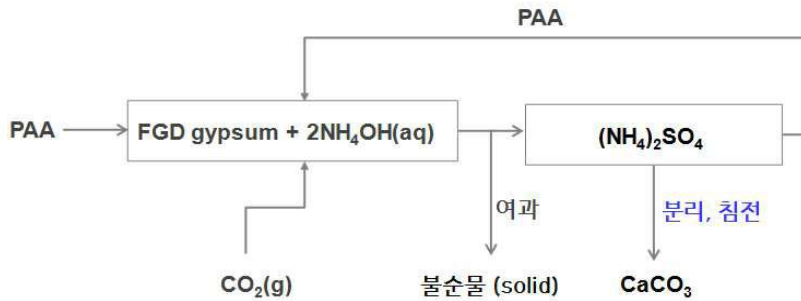 PAA
PAA
FGD gypsum + 2NH₄OH(aq)
(NH₄)₂SO₄
여과
분리, 침전
CO₂(g)
불순물 (solid)
CaCO₃